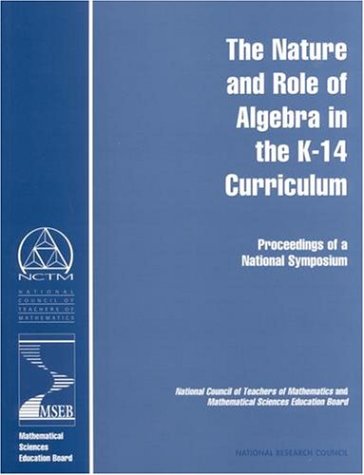 The Nature
and Role of
Algebra in
the K-14
Curriculum
Proceedings of a
National Symposium
NCTM
NATIONAL
COUNCIL OF
TEACHERS OF
MATHEMATICS
MSEB
Mathematical
Sciences
Education Board
National Council of Teachers of Mathematics and
Mathematical Sciences Education Board
NATIONAL RESEARCH COUNCIL